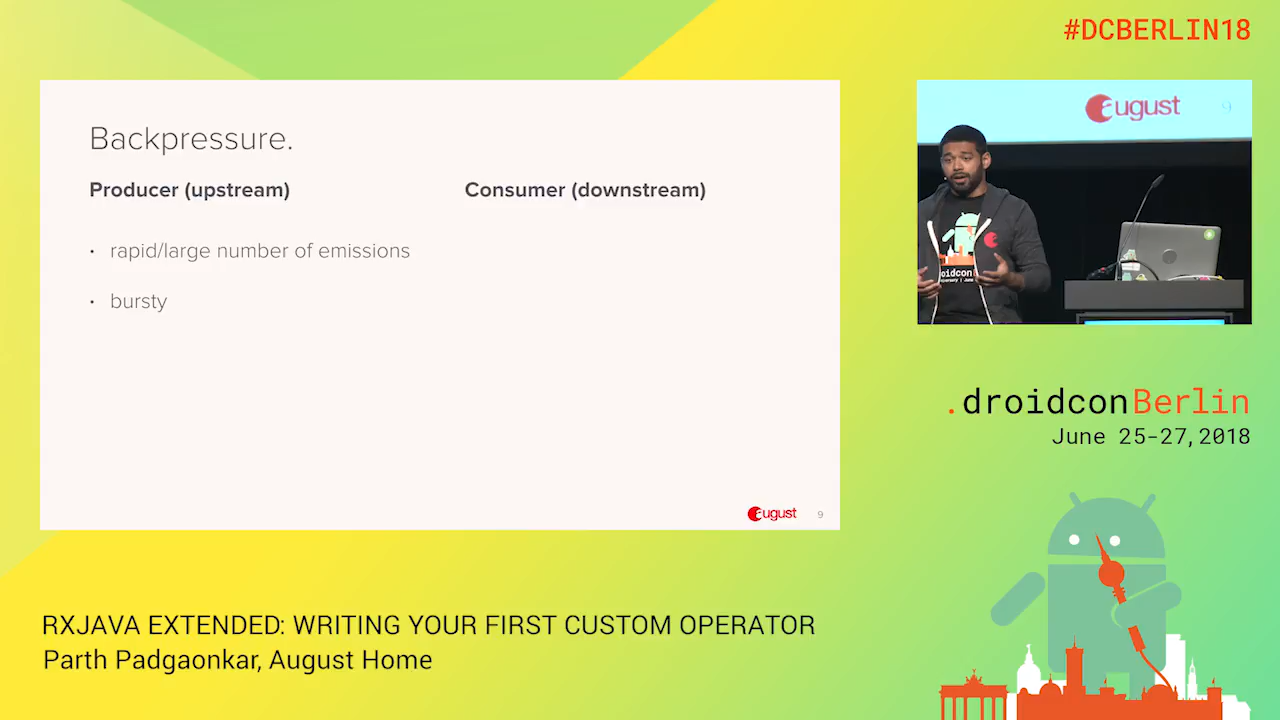 #DCBERLIN18
Backpressure.
Producer (upstream)
Consumer (downstream)
• rapid/large number of emissions
• bursty
august
9
august
9
.droidconBerlin
June 25-27,2018
RXJAVA EXTENDED: WRITING YOUR FIRST CUSTOM OPERATOR
Parth Padgaonkar, August Home